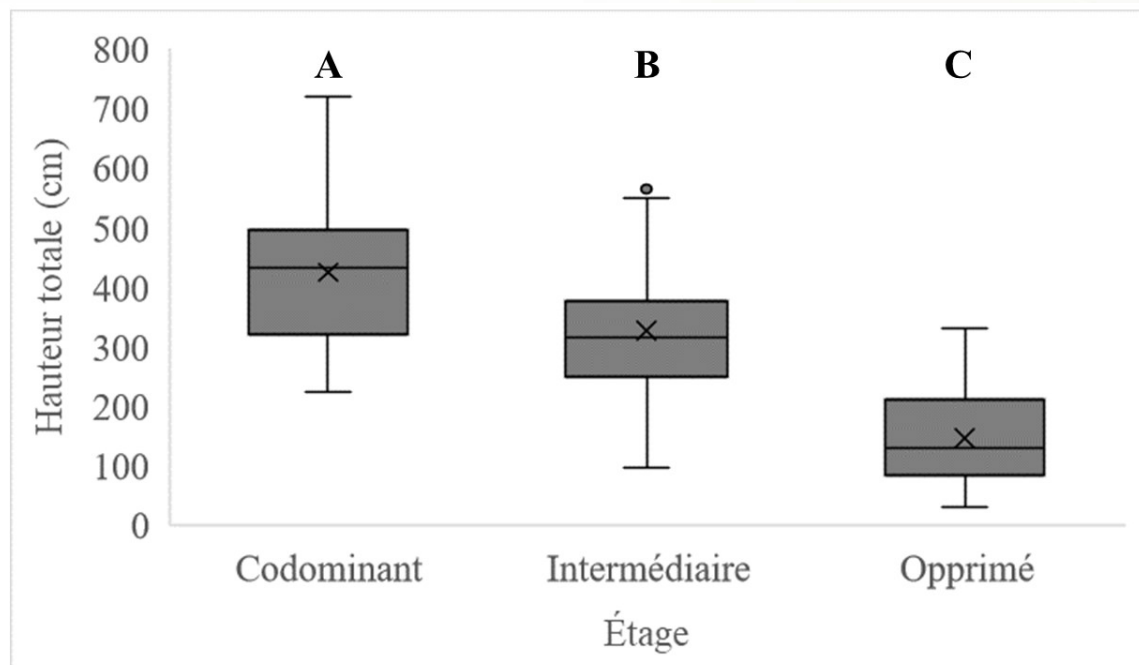 A B C
800
700
600
500
400
300
200
100
0
Hauteur totale (cm)
Codominant Intermédiaire Opprimé
Étage